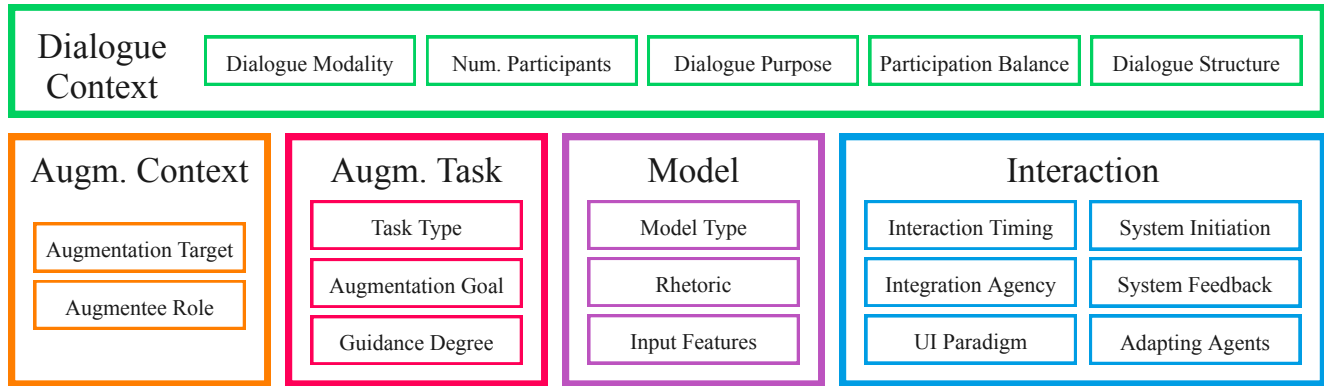 Dialogue
Context
Dialogue Modality
Num. Participants
Dialogue Purpose
Participation Balance
Dialogue Structure
Augm. Context
Augmentation Target
Augmentee Role
Augm. Task
Task Type
Augmentation Goal
Guidance Degree
Model
Model Type
Rhetoric
Input Features
Interaction
Interaction Timing
System Initiation
Integration Agency
System Feedback
UI Paradigm
Adapting Agents